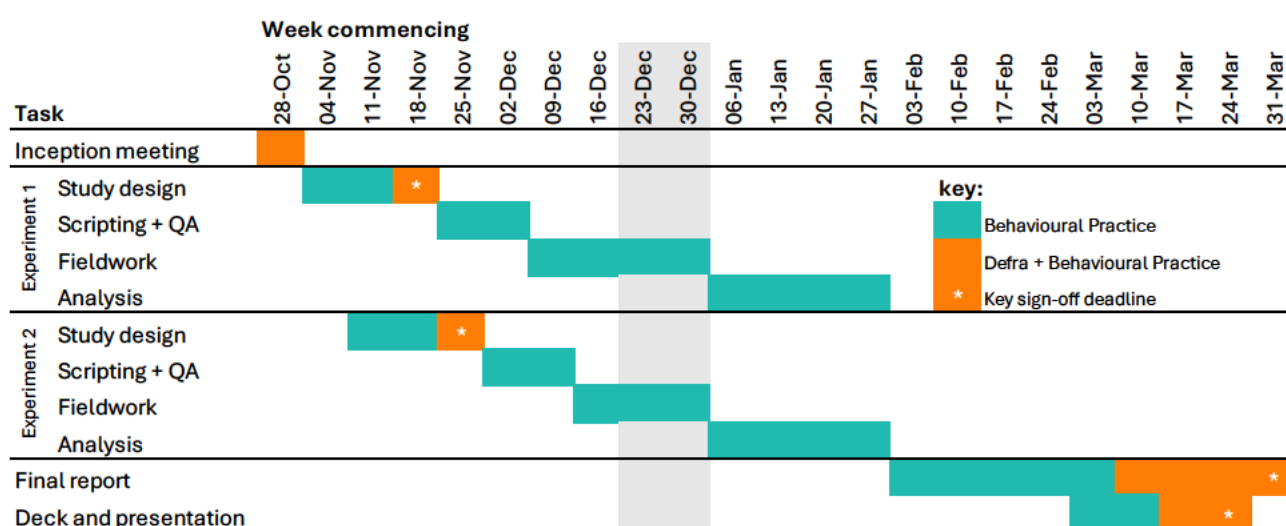 Week commencing
Task 28-Oct 04-Nov 11-Nov 18-Nov 25-Nov 02-Dec 09-Dec 16-Dec 23-Dec 30-Dec 06-Jan 13-Jan 20-Jan 27-Jan 03-Feb 10-Feb 17-Feb 24-Feb 03-Mar 10-Mar 17-Mar 24-Mar 31-Mar
Inception meeting
Experiment 1
Study design *
Scripting + QA
Fieldwork
Analysis
key:
Behavioural Practice
Defra + Behavioural Practice
* Key sign-off deadline
Experiment 2
Study design *
Scripting + QA
Fieldwork
Analysis
Final report *
Deck and presentation *